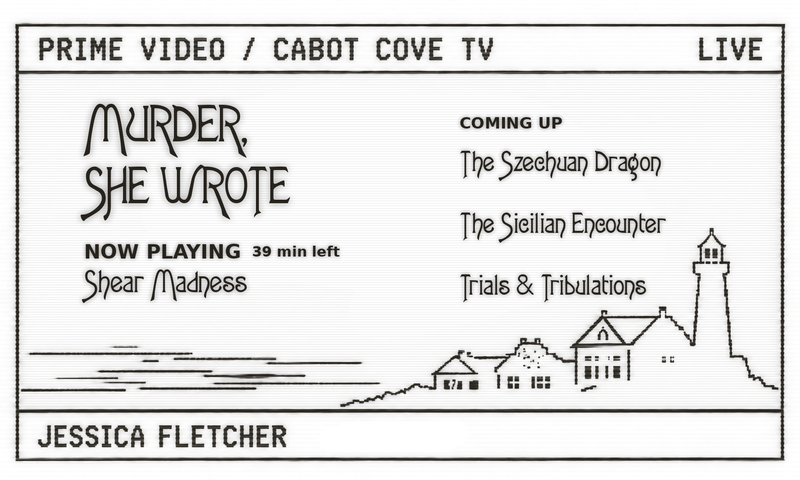 PRIME VIDEO / CABOT COVE TV LIVE
MURDER,
SHE WROTE
NOW PLAYING 39 min left
Shear Madness
COMING UP
The Szechuan Dragon
The Sicilian Encounter
Trials & Tribulations
JESSICA FLETCHER